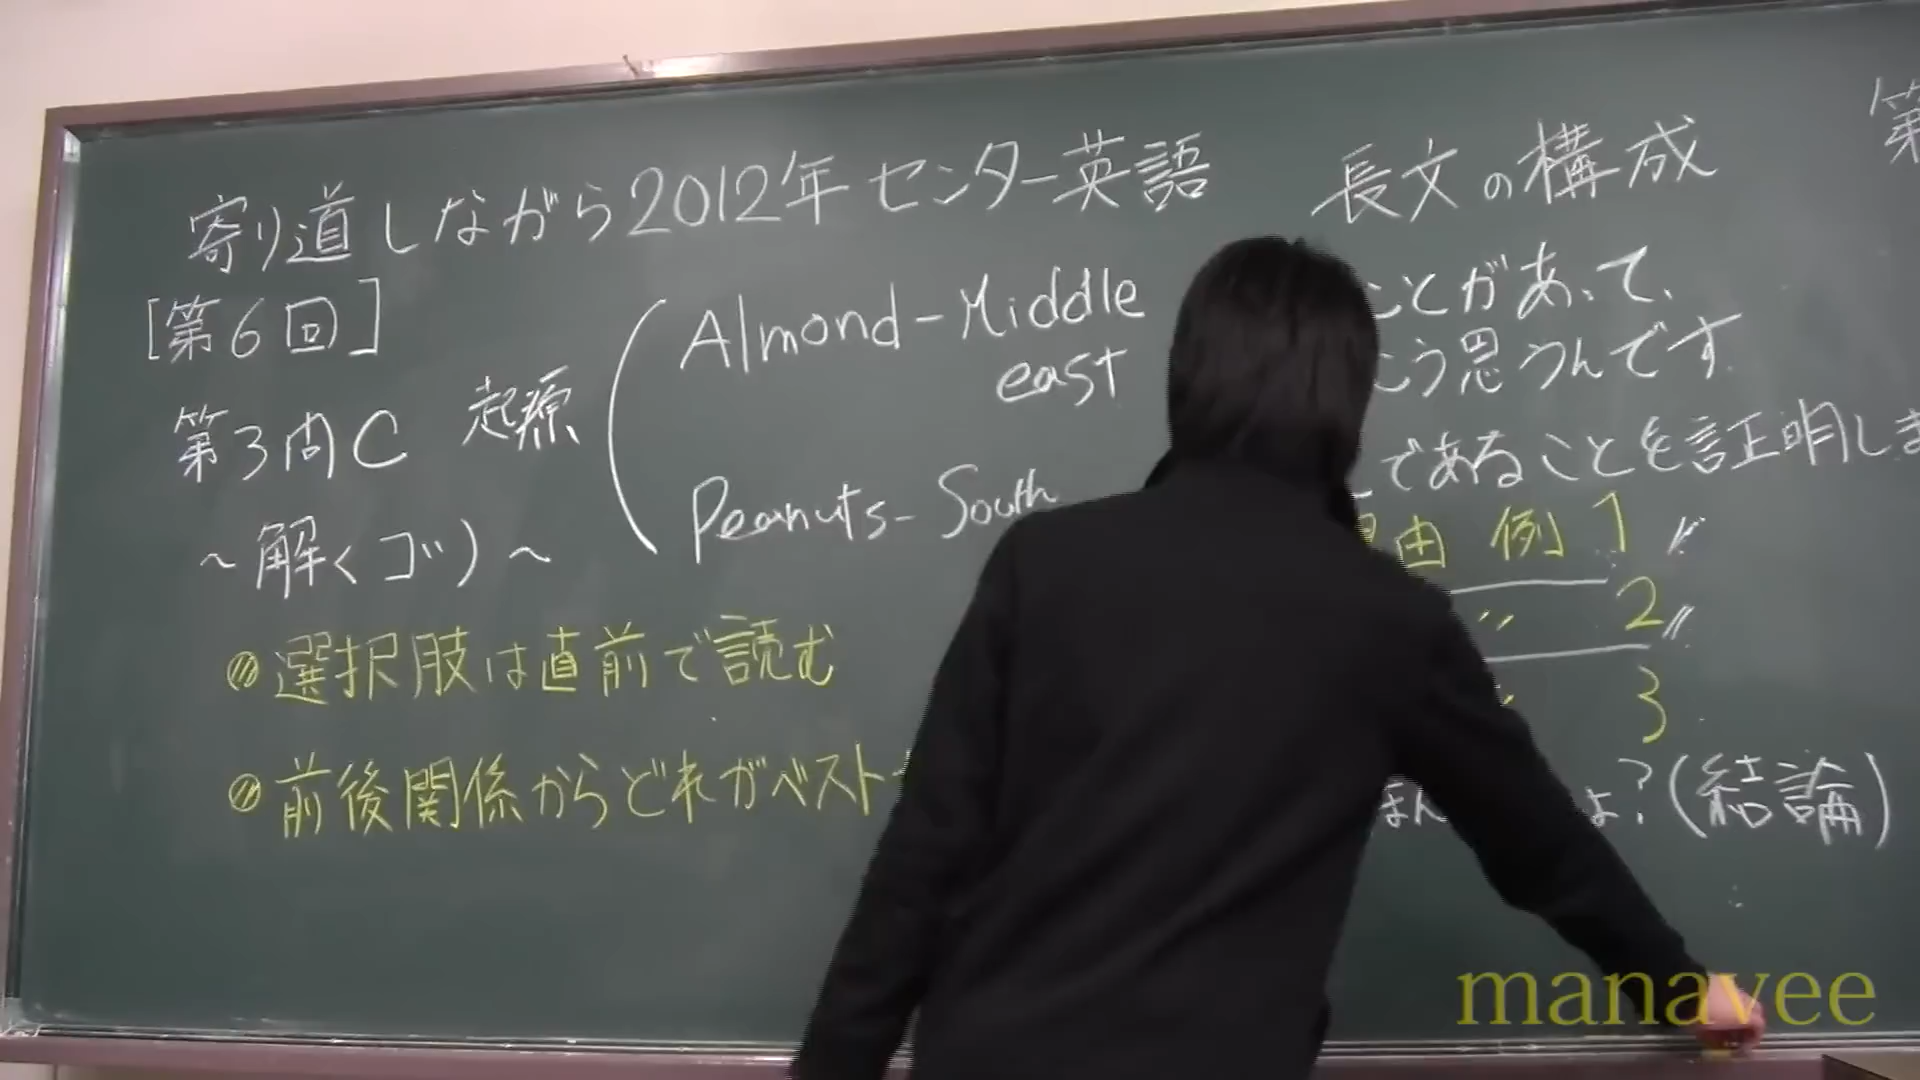 寄り道しながら2012年センター英語
[第6回]
第3問C
~解くコツ~
起源
Almond-Middle
east
Peanuts-South
選択肢は直前で読む
前後関係からどれがベスト
長文の構成
ことがあって、
こう思うんです
であることを証明しま
由 例1
〃 2
3
ほん
よ?(結論)
第
manavee